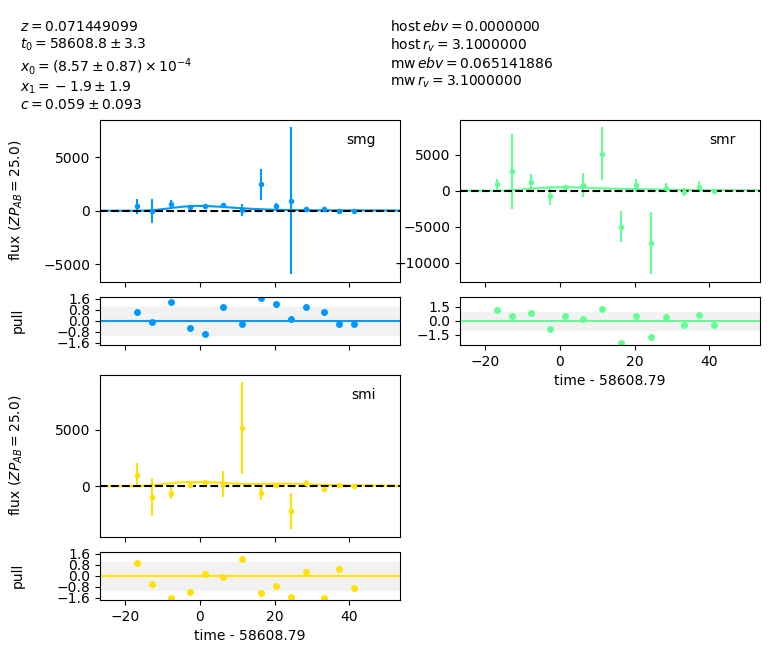 z = 0.071449099
t₀ = 58608.8 ± 3.3
x₀ = (8.57 ± 0.87) × 10⁻⁴
x₁ = −1.9 ± 1.9
c = 0.059 ± 0.093
host ebv = 0.0000000
host r_v = 3.1000000
mw ebv = 0.065141886
mw r_v = 3.1000000
flux (ZP_AB = 25.0)
5000
0
−5000
smg
5000
0
−5000
−10000
smr
pull
1.6
0.8
0.0
−0.8
−1.6
1.5
0.0
−1.5
−20 0 20 40
time - 58608.79
flux (ZP_AB = 25.0)
5000
0
smi
pull
1.6
0.8
0.0
−0.8
−1.6
−20 0 20 40
time - 58608.79